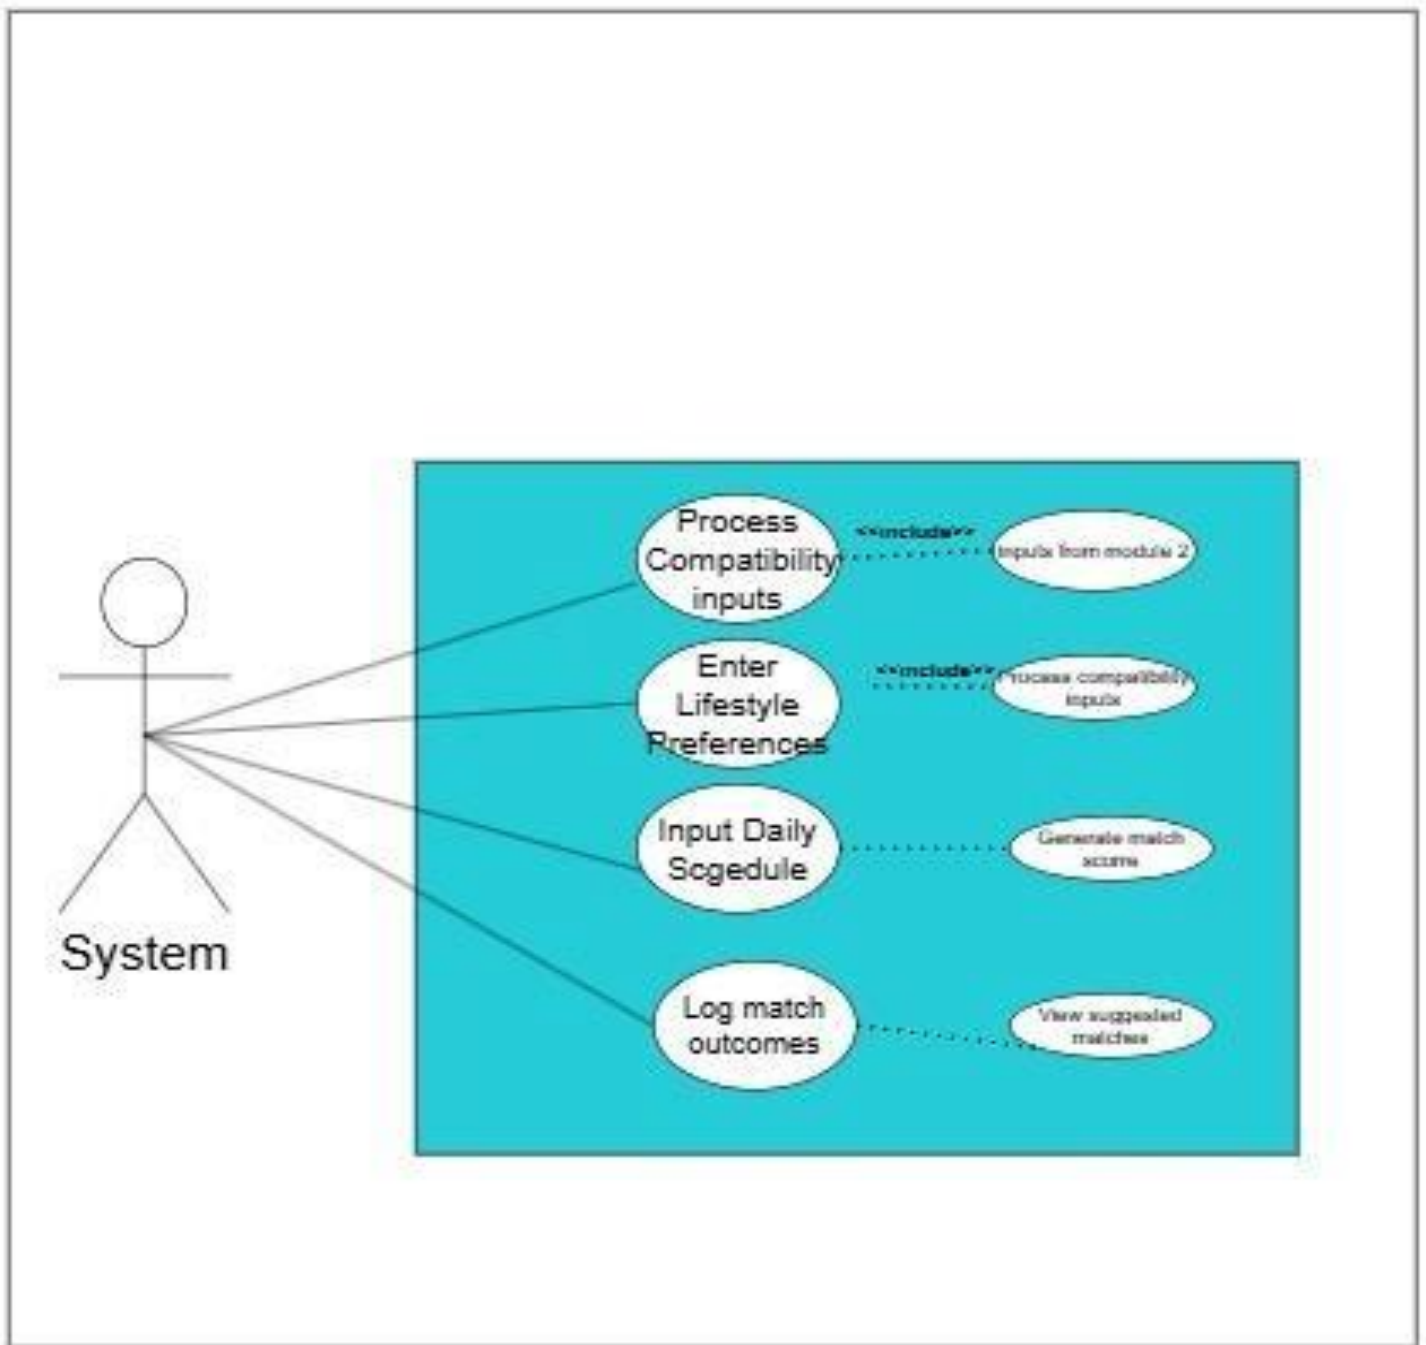 Process
Compatibility
inputs
<<include>>
Inputs from module 2
Enter
Lifestyle
Preferences
<<include>>
Process compatibility
inputs
Input Daily
Scgedule
Generate match
score
System
Log match
outcomes
View suggested
matches